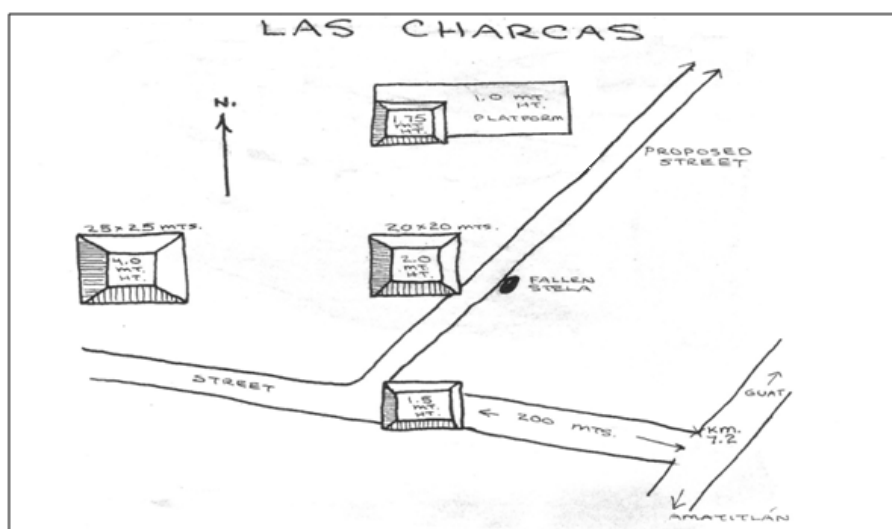 LAS CHARCAS
N.
1.0 MT.
HT.
PLATFORM
1.75
MT.
HT.
PROPOSED
STREET
25 x 25 MTS.
20 x 20 MTS.
4.0
MT.
HT.
2.0
MT.
HT.
FALLEN
STELA
STREET
1.5
MT.
HT.
200 MTS.
GUAT.
KM.
7.2
AMATITLÁN